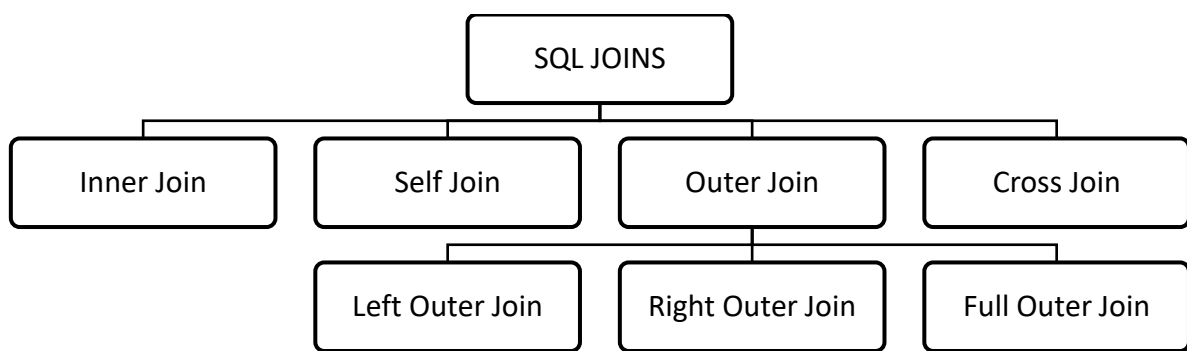 SQL JOINS
Inner Join
Self Join
Outer Join
Cross Join
Left Outer Join
Right Outer Join
Full Outer Join